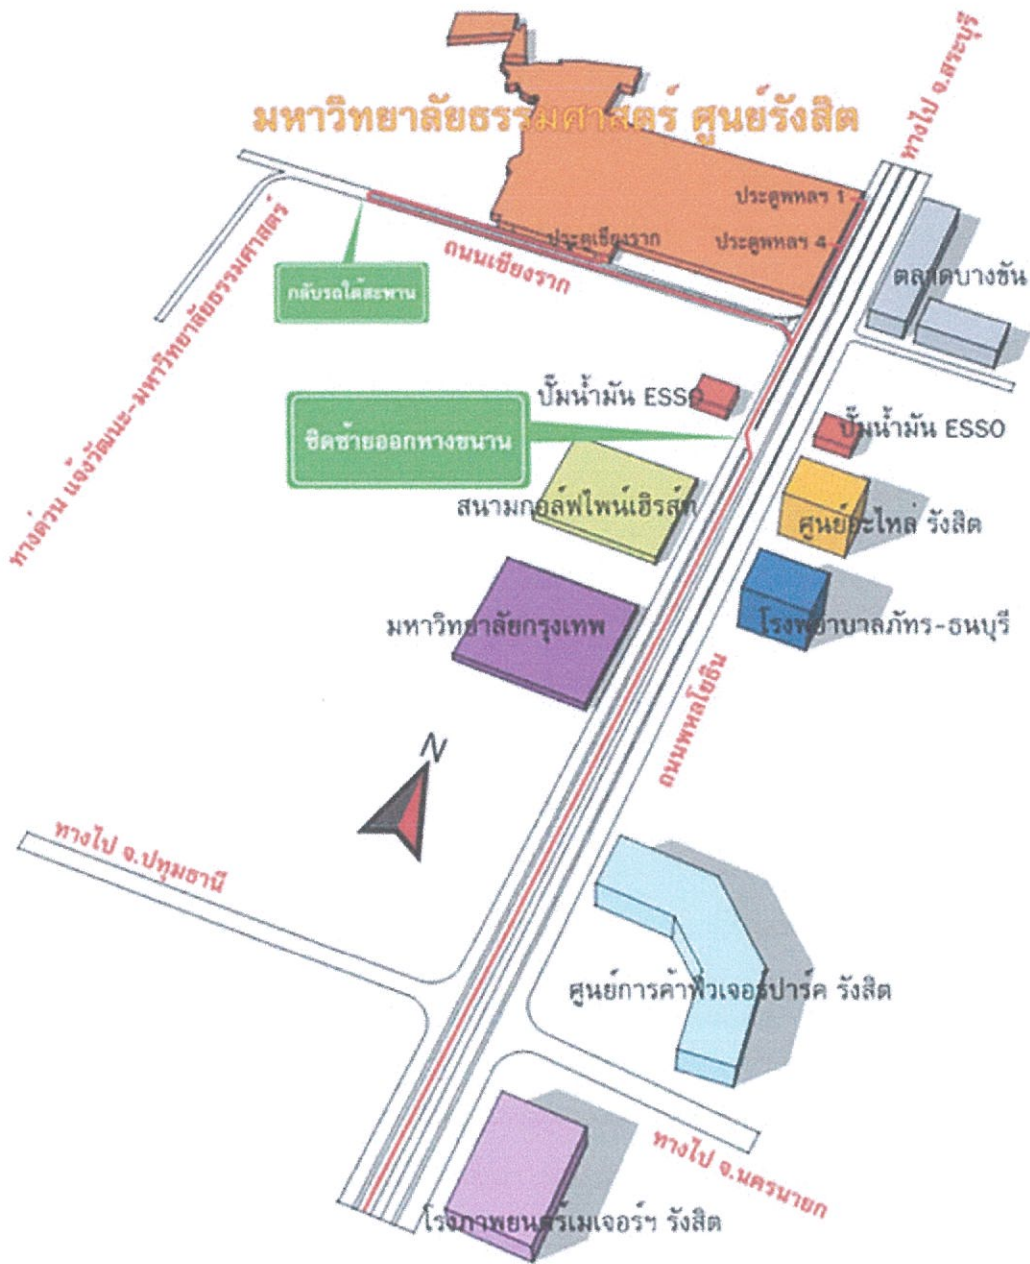 ทางไป จ.สระบุรี
มหาวิทยาลัยธรรมศาสตร์ ศูนย์รังสิต
ประตูพหลฯ 1
ประตูพหลฯ 4
ประตูเชียงราก
ถนนเชียงราก
ตลาดบางขัน
กลับรถใต้สะพาน
ทางด่วน แจ้งวัฒนะ-มหาวิทยาลัยธรรมศาสตร์
ปั๊มน้ำมัน ESSO
ปั๊มน้ำมัน ESSO
ชิดซ้ายออกทางขนาน
สนามกอล์ฟไพน์เฮิรส์ท
ศูนย์อะไหล่ รังสิต
มหาวิทยาลัยกรุงเทพ
โรงพยาบาลภัทร-ธนบุรี
ถนนพหลโยธิน
N
ทางไป จ.ปทุมธานี
ศูนย์การค้าฟิวเจอร์ปาร์ค รังสิต
ทางไป จ.นครนายก
โรงภาพยนตร์เมเจอร์ฯ รังสิต